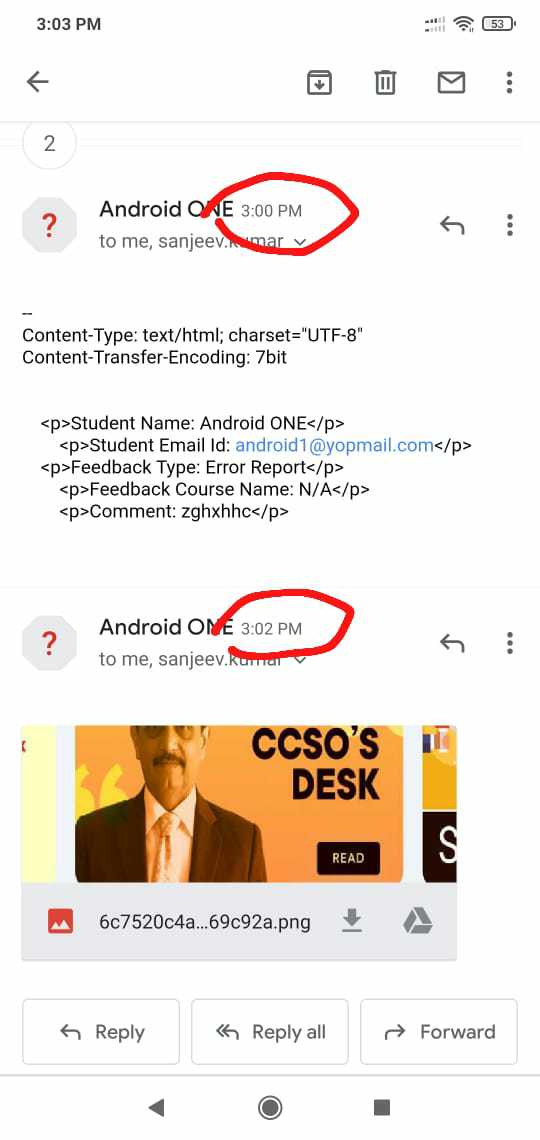 3:03 PM
53
2
Android ONE 3:00 PM
to me, sanjeev.kumar
--
Content-Type: text/html; charset="UTF-8"
Content-Transfer-Encoding: 7bit
<p>Student Name: Android ONE</p>
<p>Student Email Id: android1@yopmail.com</p>
<p>Feedback Type: Error Report</p>
<p>Feedback Course Name: N/A</p>
<p>Comment: zghxhhc</p>
Android ONE 3:02 PM
to me, sanjeev.kumar
CCSO'S
DESK
READ
S
6c7520c4a...69c92a.png
Reply
Reply all
Forward